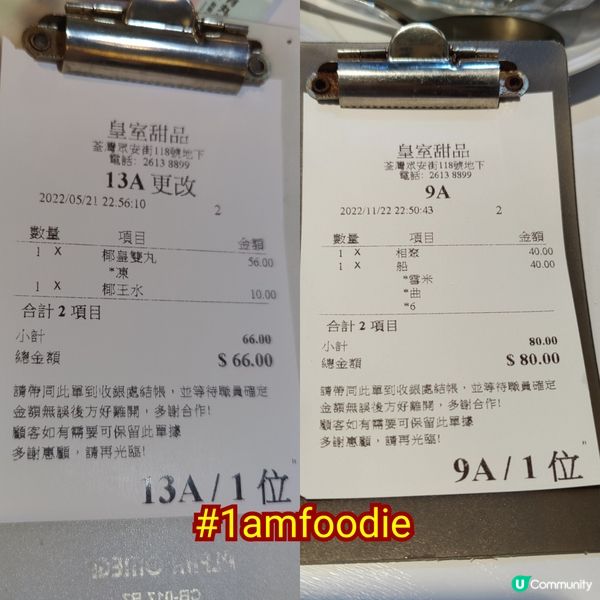 皇室甜品
荃灣眾安街118號地下
電話: 2613 8899
13A 更改
2022/05/21 22:56:10 2
數量 項目 金額
1 X 椰皇雙丸 56.00
*凍
1 X 椰王水 10.00
合計 2 項目
小計 66.00
總金額 $ 66.00
請帶同此單到收銀處結帳，並等待職員確定
金額無誤後方好離開，多謝合作!
顧客如有需要可保留此單據
多謝惠顧，請再光臨!
13A / 1 位
皇室甜品
荃灣眾安街118號地下
電話: 2613 8899
9A
2022/11/22 22:50:43 2
數量 項目 金額
1 X 相聚 40.00
1 X 船 40.00
*雪米
*曲
*6
合計 2 項目
小計 80.00
總金額 $ 80.00
請帶同此單到收銀處結帳，並等待職員確定
金額無誤後方好離開，多謝合作!
顧客如有需要可保留此單據
多謝惠顧，請再光臨!
9A / 1 位
#1amfoodie
U Community